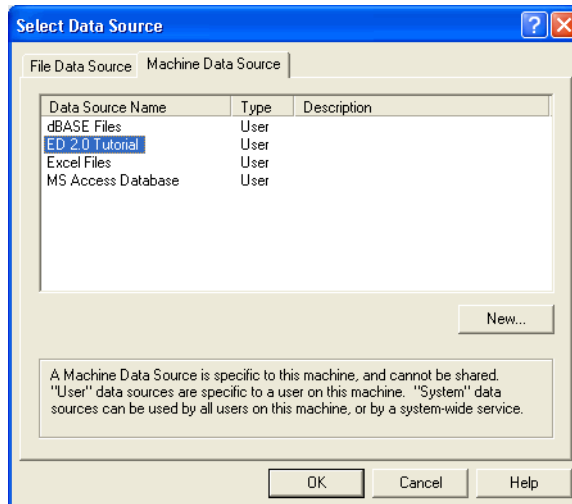 Select Data Source
File Data Source Machine Data Source
Data Source Name Type Description
dBASE Files User
ED 2.0 Tutorial User
Excel Files User
MS Access Database User
New...
A Machine Data Source is specific to this machine, and cannot be shared.
"User" data sources are specific to a user on this machine. "System" data
sources can be used by all users on this machine, or by a system-wide service.
OK Cancel Help